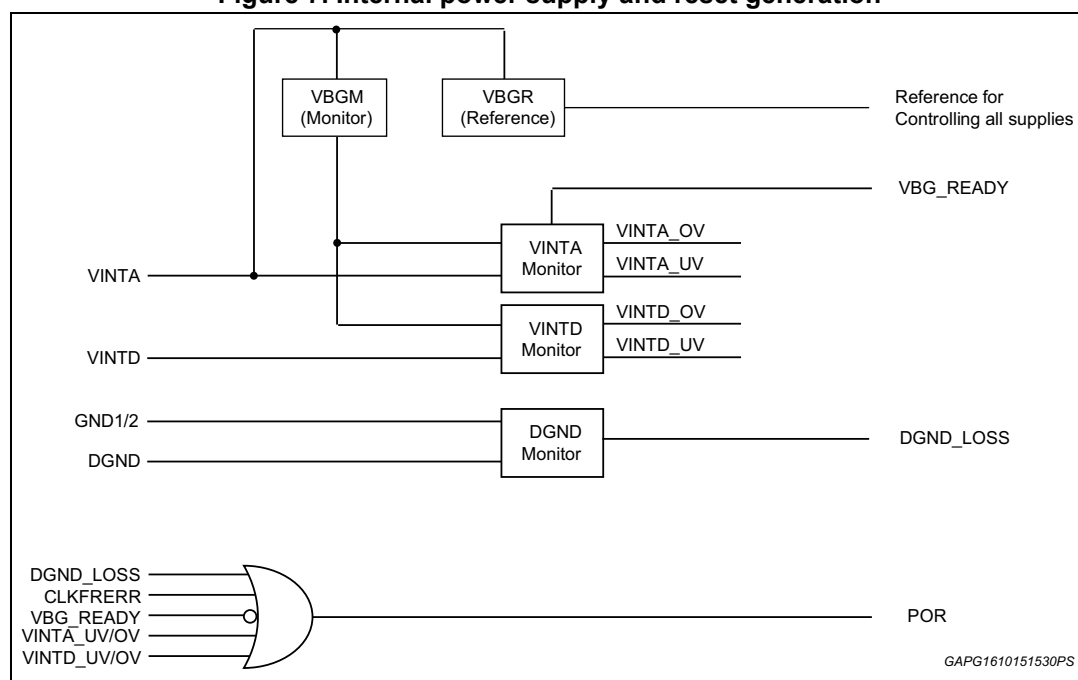 Figure 7. Internal power supply and reset generation
VBGM
(Monitor)
VBGR
(Reference)
Reference for
Controlling all supplies
VBG_READY
VINTA
Monitor
VINTA_OV
VINTA_UV
VINTA
VINTD
Monitor
VINTD_OV
VINTD_UV
VINTD
GND1/2
DGND
DGND
Monitor
DGND_LOSS
DGND_LOSS
CLKFRERR
VBG_READY
VINTA_UV/OV
VINTD_UV/OV
POR
GAPG1610151530PS